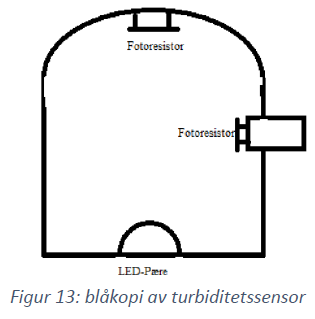 Fotoresistor
Fotoresistor
LED-Pære
Figur 13: blåkopi av turbiditetssensor